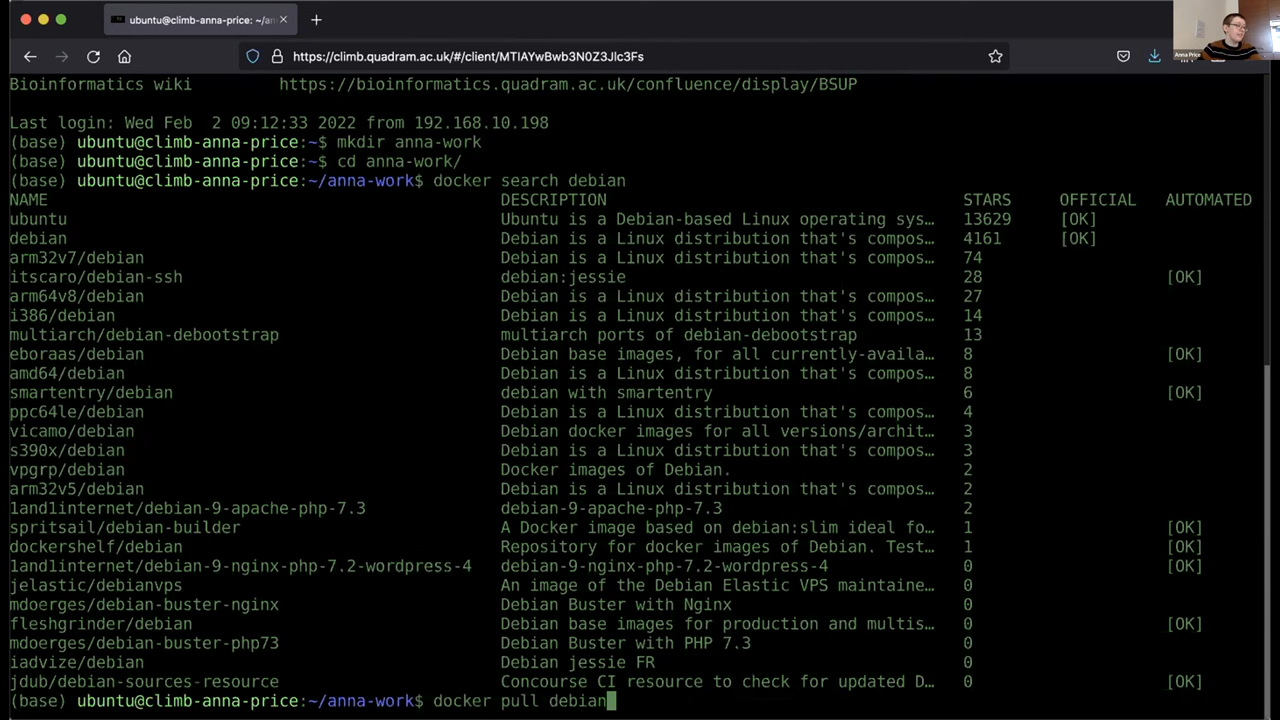 ubuntu@climb-anna-price: ~/an
https://climb.quadram.ac.uk/#/client/MTIAYwBwb3N0Z3Jlc3Fs
Anna Price
Bioinformatics wiki https://bioinformatics.quadram.ac.uk/confluence/display/BSUP
Last login: Wed Feb 2 09:12:33 2022 from 192.168.10.198
(base) ubuntu@climb-anna-price:~$ mkdir anna-work
(base) ubuntu@climb-anna-price:~$ cd anna-work/
(base) ubuntu@climb-anna-price:~/anna-work$ docker search debian
NAME DESCRIPTION STARS OFFICIAL AUTOMATED
ubuntu Ubuntu is a Debian-based Linux operating sys… 13629 [OK]
debian Debian is a Linux distribution that's compos… 4161 [OK]
arm32v7/debian Debian is a Linux distribution that's compos… 74
itscaro/debian-ssh debian:jessie 28 [OK]
arm64v8/debian Debian is a Linux distribution that's compos… 27
i386/debian Debian is a Linux distribution that's compos… 14
multiarch/debian-debootstrap multiarch ports of debian-debootstrap 13
eboraas/debian Debian base images, for all currently-availa… 8 [OK]
amd64/debian Debian is a Linux distribution that's compos… 8
smartentry/debian debian with smartentry 6 [OK]
ppc64le/debian Debian is a Linux distribution that's compos… 4
vicamo/debian Debian docker images for all versions/archit… 3
s390x/debian Debian is a Linux distribution that's compos… 3
vpgrp/debian Docker images of Debian. 2
arm32v5/debian Debian is a Linux distribution that's compos… 2
1and1internet/debian-9-apache-php-7.3 debian-9-apache-php-7.3 2
spritsail/debian-builder A Docker image based on debian:slim ideal fo… 1 [OK]
dockershelf/debian Repository for docker images of Debian. Test… 1 [OK]
1and1internet/debian-9-nginx-php-7.2-wordpress-4 debian-9-nginx-php-7.2-wordpress-4 0 [OK]
jelastic/debianvps An image of the Debian Elastic VPS maintaine… 0
mdoerges/debian-buster-nginx Debian Buster with Nginx 0
fleshgrinder/debian Debian base images for production and multis… 0 [OK]
mdoerges/debian-buster-php73 Debian Buster with PHP 7.3 0
iadvize/debian Debian jessie FR 0
jdub/debian-sources-resource Concourse CI resource to check for updated D… 0 [OK]
(base) ubuntu@climb-anna-price:~/anna-work$ docker pull debian